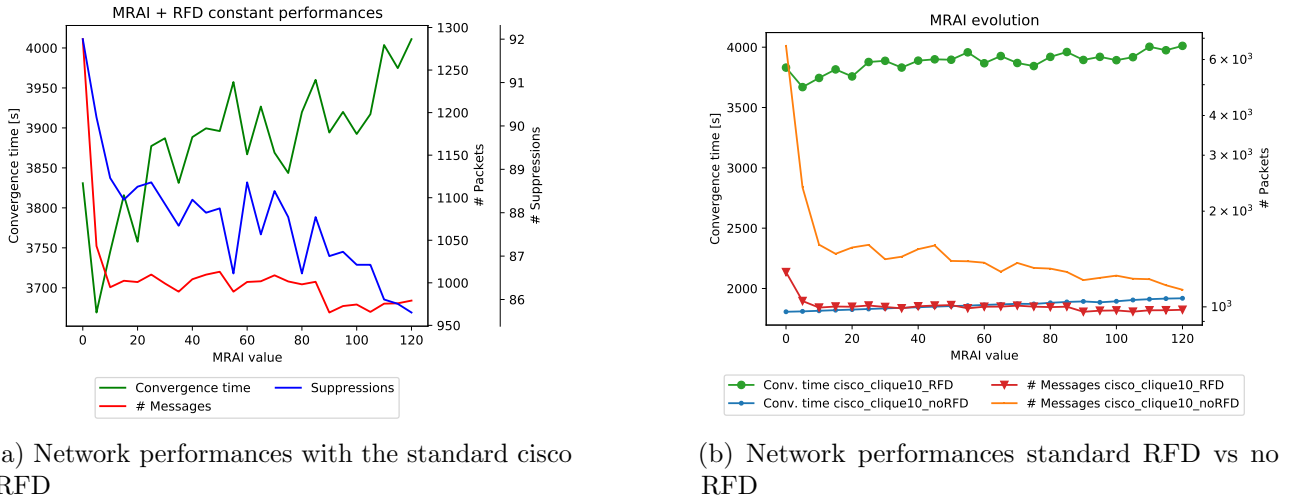 MRAI + RFD constant performances
4000
3950
3900
3850
3800
3750
3700
Convergence time [s]
1300
1250
1200
1150
1100
1050
1000
950
# Packets
92
91
90
89
88
87
86
# Suppressions
0 20 40 60 80 100 120
MRAI value
Convergence time Suppressions
# Messages
a) Network performances with the standard cisco
RFD
MRAI evolution
4000
3500
3000
2500
2000
Convergence time [s]
6 × 10³
4 × 10³
3 × 10³
2 × 10³
10³
# Packets
0 20 40 60 80 100 120
MRAI value
Conv. time cisco_clique10_RFD # Messages cisco_clique10_RFD
Conv. time cisco_clique10_noRFD # Messages cisco_clique10_noRFD
(b) Network performances standard RFD vs no
RFD